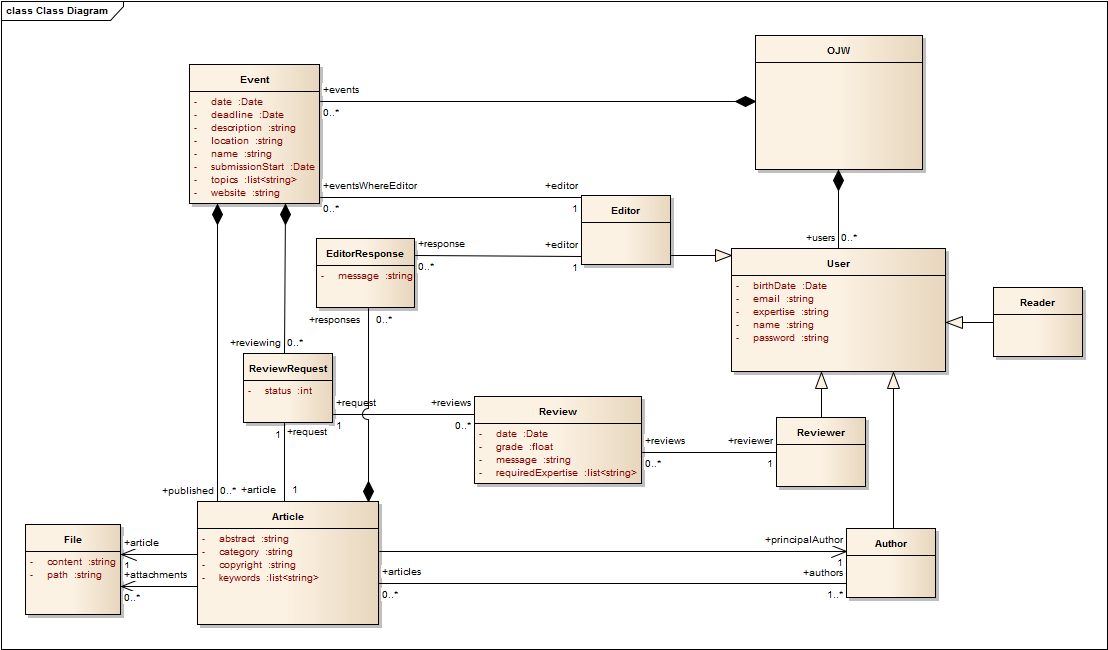 class Class Diagram
OJW
Event
- date :Date
- deadline :Date
- description :string
- location :string
- name :string
- submissionStart :Date
- topics :list<string>
- website :string
+events
0..*
+eventsWhereEditor
0..*
+editor
1
Editor
EditorResponse
- message :string
+response
0..*
+editor
1
+users 0..*
User
- birthDate :Date
- email :string
- expertise :string
- name :string
- password :string
Reader
+responses 0..*
+reviewing 0..*
ReviewRequest
- status :int
+request
1
+reviews
0..*
Review
- date :Date
- grade :float
- message :string
- requiredExpertise :list<string>
+reviews
0..*
+reviewer
1
Reviewer
1 +request
+published 0..* +article 1
Article
- abstract :string
- category :string
- copyright :string
- keywords :list<string>
File
- content :string
- path :string
+article
1
+attachments
0..*
+principalAuthor
1
+articles
0..*
+authors
1..*
Author